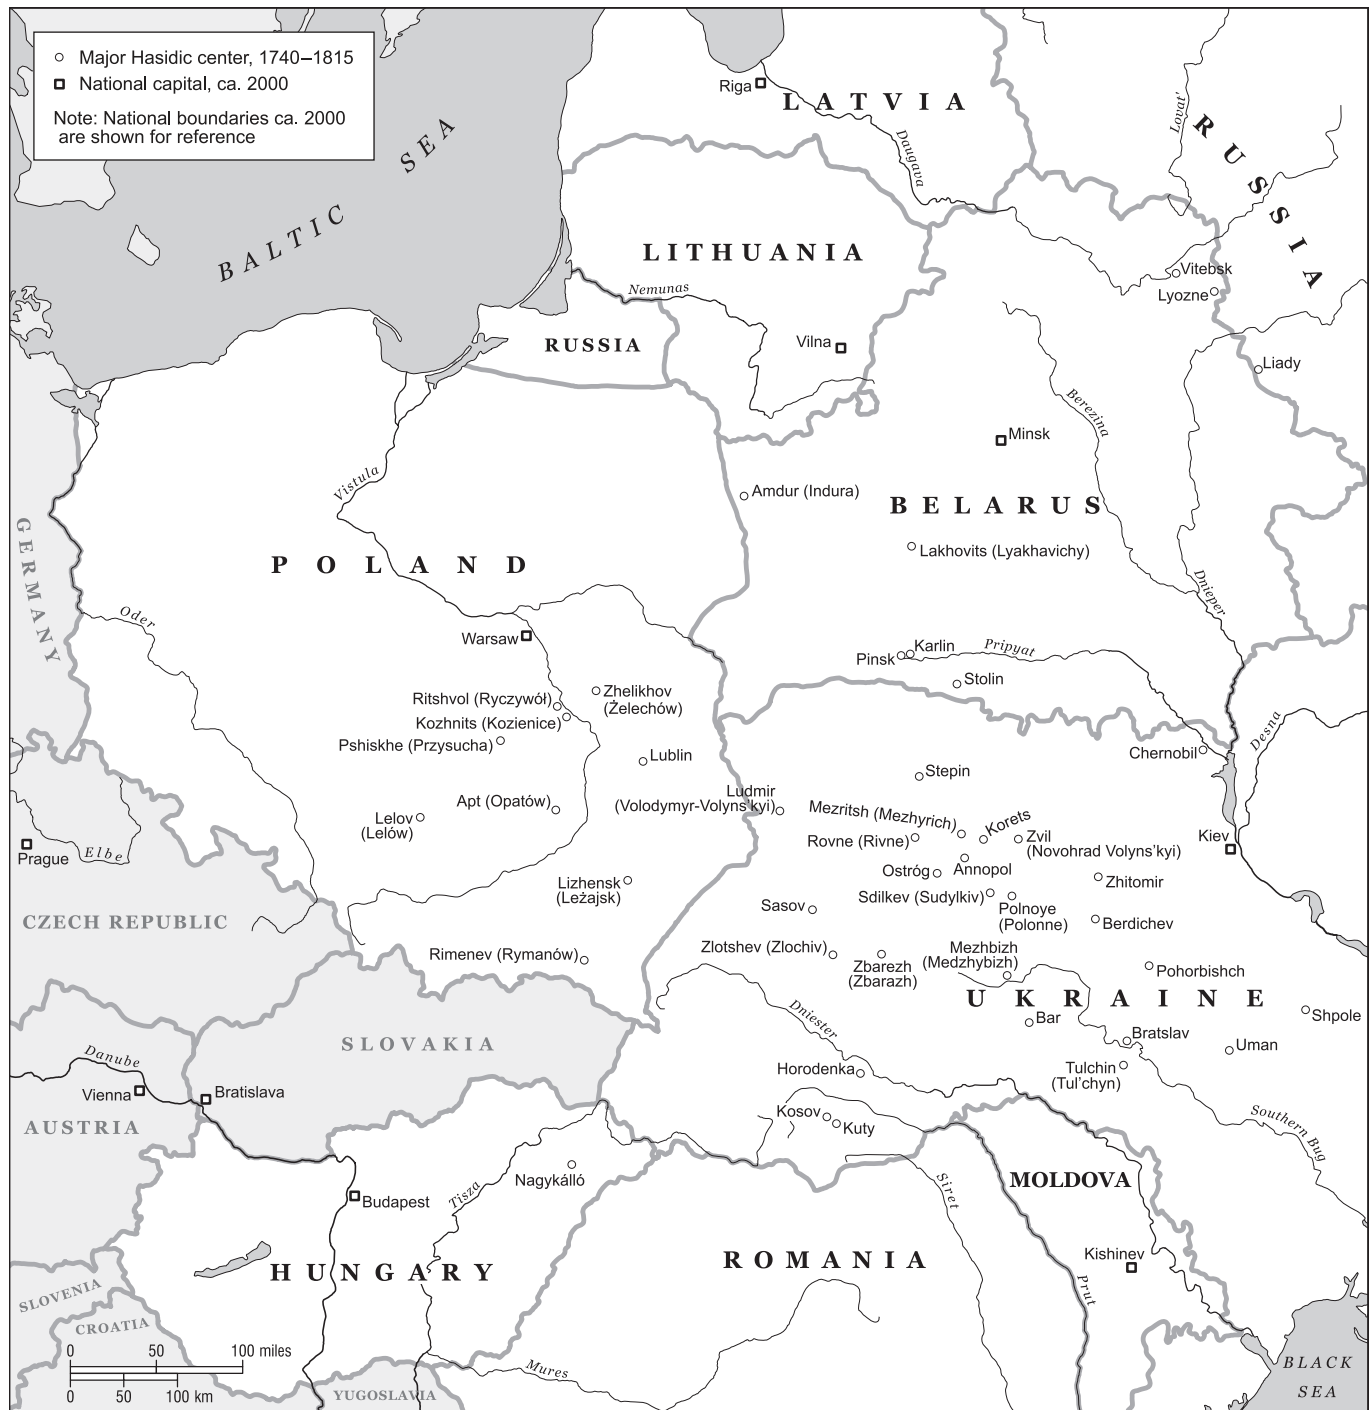 Major Hasidic center, 1740–1815
National capital, ca. 2000
Note: National boundaries ca. 2000
are shown for reference
BALTIC SEA
Riga
LATVIA
Daugava
Lovat'
RUSSIA
LITHUANIA
Nemunas
Vitebsk
Lyozne
RUSSIA
Vilna
Liady
Berezina
Minsk
Vistula
Amdur (Indura)
BELARUS
GERMANY
Lakhovits (Lyakhavichy)
POLAND
Dnieper
Oder
Warsaw
Karlin
Pripyat
Pinsk
Stolin
Ritshvol (Ryczywół)
Zhelikhov
(Żelechów)
Kozhnits (Kozienice)
Desna
Pshiskhe (Przysucha)
Chernobil
Lublin
Stepin
Ludmir
(Volodymyr-Volyns'kyi)
Apt (Opatów)
Lelov
(Lelów)
Mezritsh (Mezhyrich)
Korets
Rovne (Rivne)
Zvil
(Novohrad Volyns'kyi)
Kiev
Prague
Elbe
Ostróg
Annopol
Zhitomir
Lizhensk
(Leżajsk)
Sdilkev (Sudylkiv)
Sasov
Polnoye
(Polonne)
Berdichev
CZECH REPUBLIC
Zlotshev (Zlochiv)
Mezhbizh
(Medzhybizh)
Rimenev (Rymanów)
Zbarezh
(Zbarazh)
Pohorbishch
UKRAINE
Shpole
Dniester
Bar
Bratslav
Uman
SLOVAKIA
Danube
Horodenka
Tulchin
(Tul'chyn)
Vienna
Bratislava
Kosov
Kuty
Southern Bug
AUSTRIA
Nagykálló
Tisza
Siret
MOLDOVA
Budapest
Kishinev
ROMANIA
HUNGARY
Prut
SLOVENIA
CROATIA
0 50 100 miles
0 50 100 km
Mures
YUGOSLAVIA
BLACK
SEA